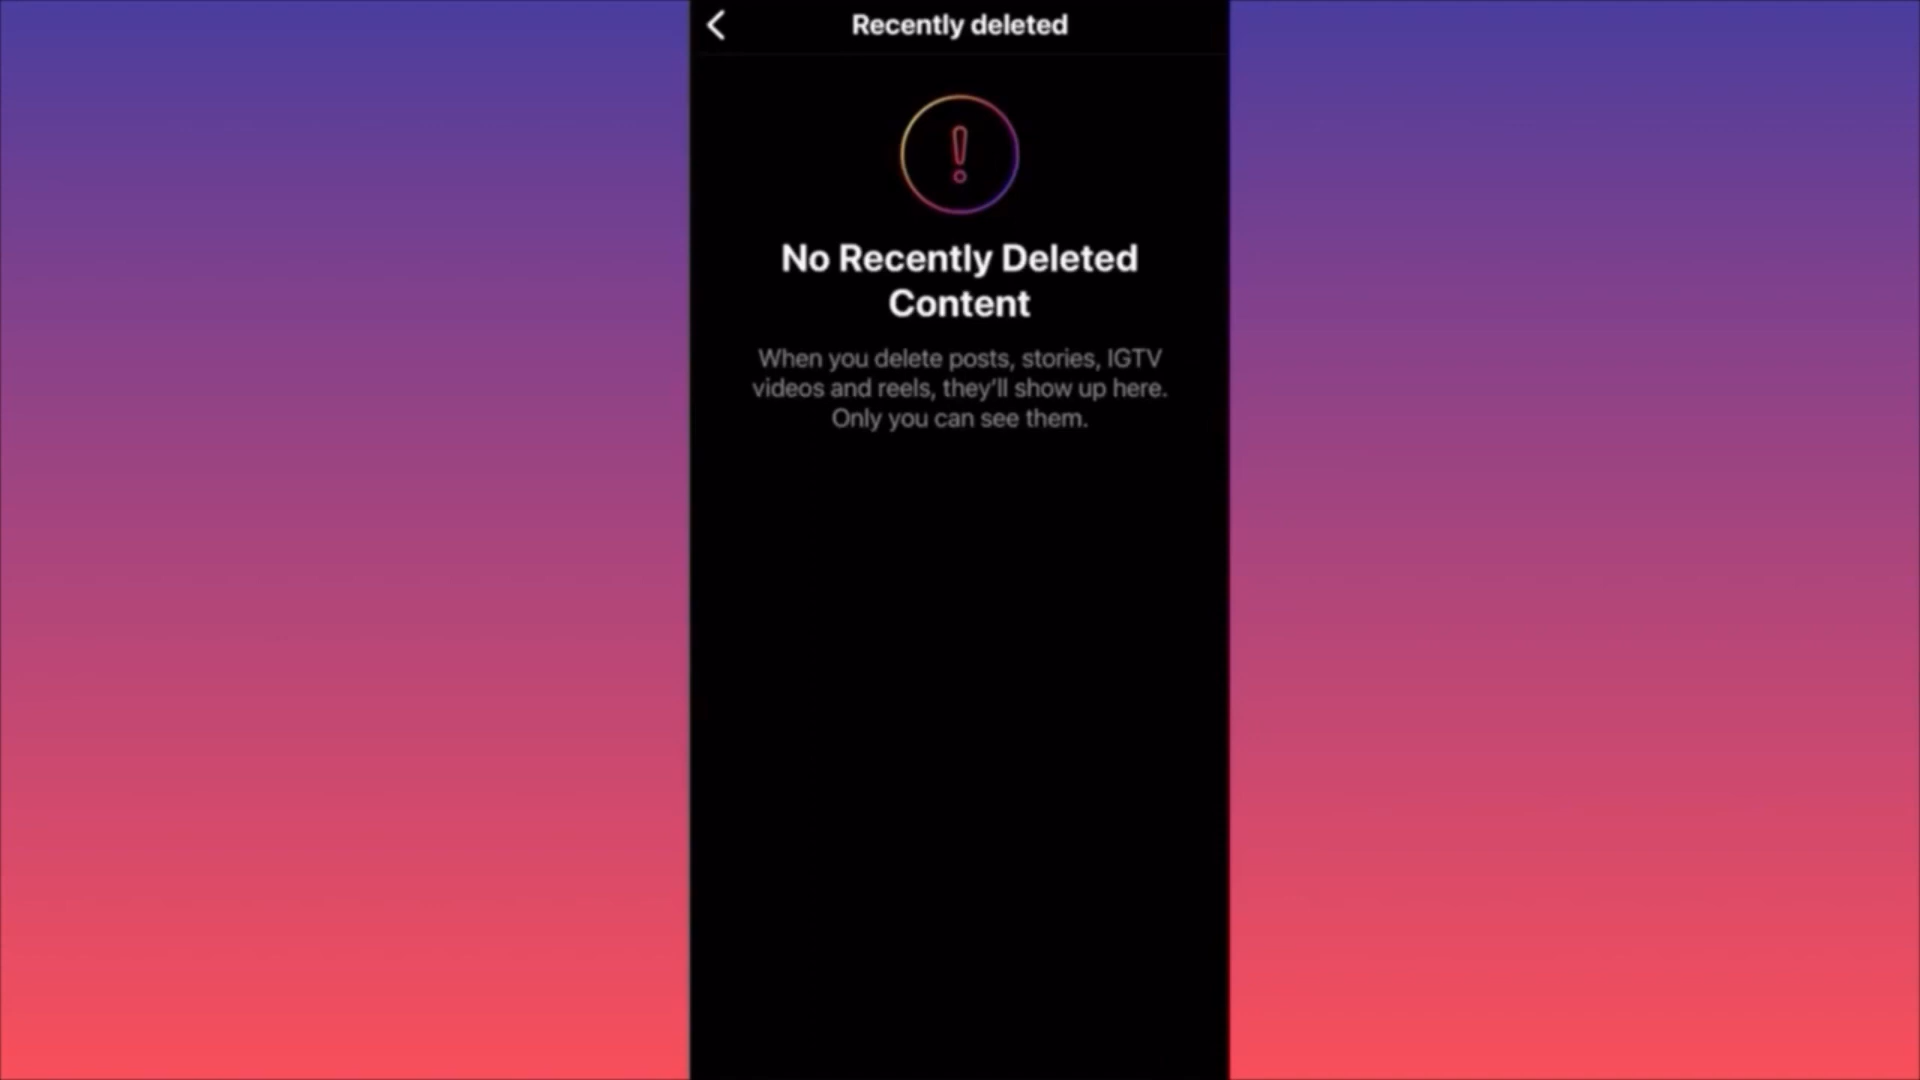 Recently deleted
No Recently Deleted
Content
When you delete posts, stories, IGTV
videos and reels, they'll show up here.
Only you can see them.